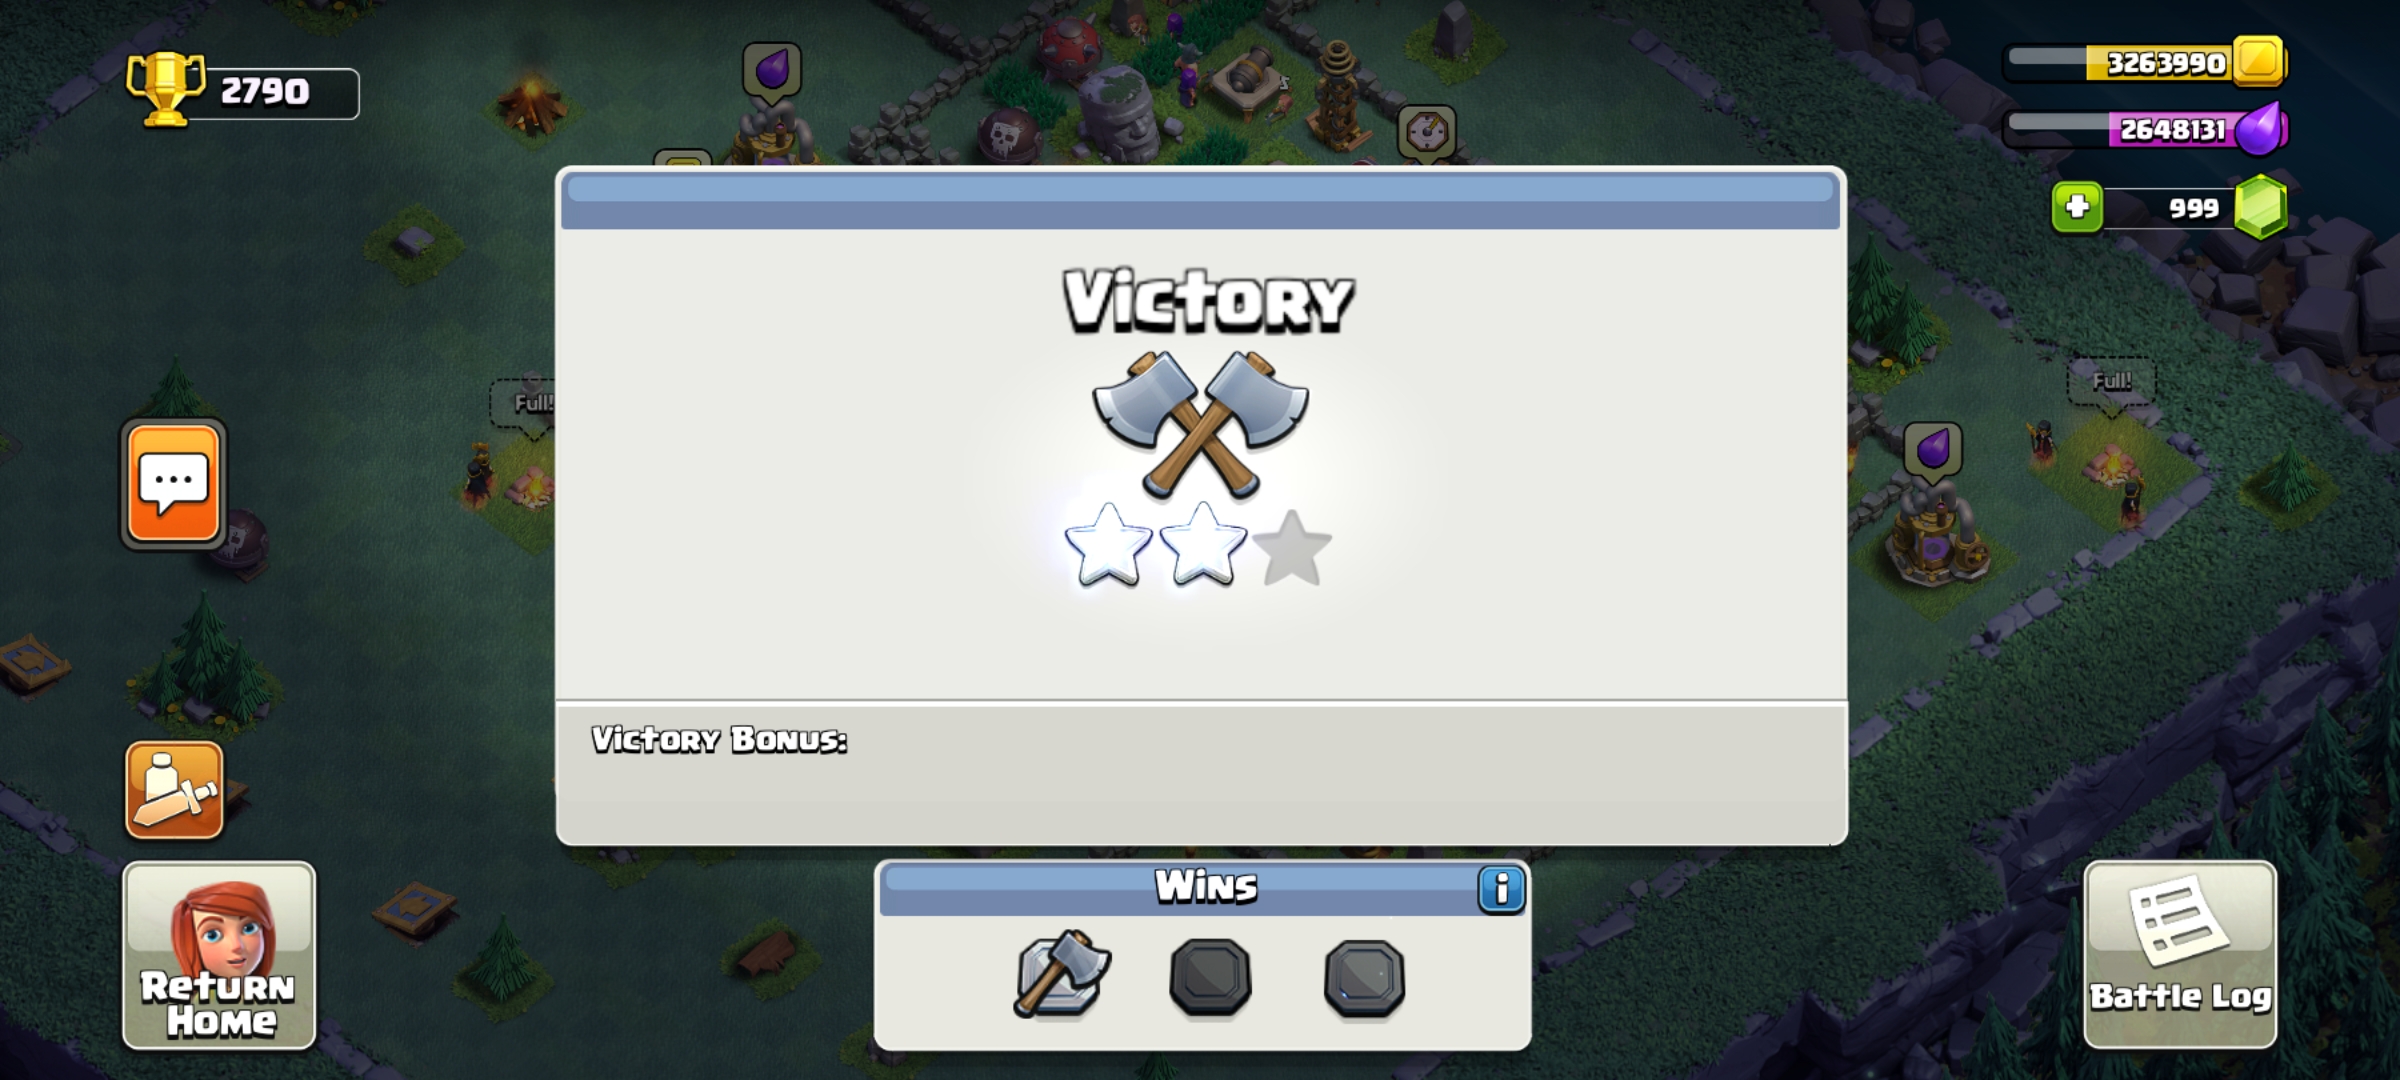 2790
3263990
2648131
999
Victory
Full!
Full!
Victory Bonus:
Wins
i
Return
Home
Battle Log